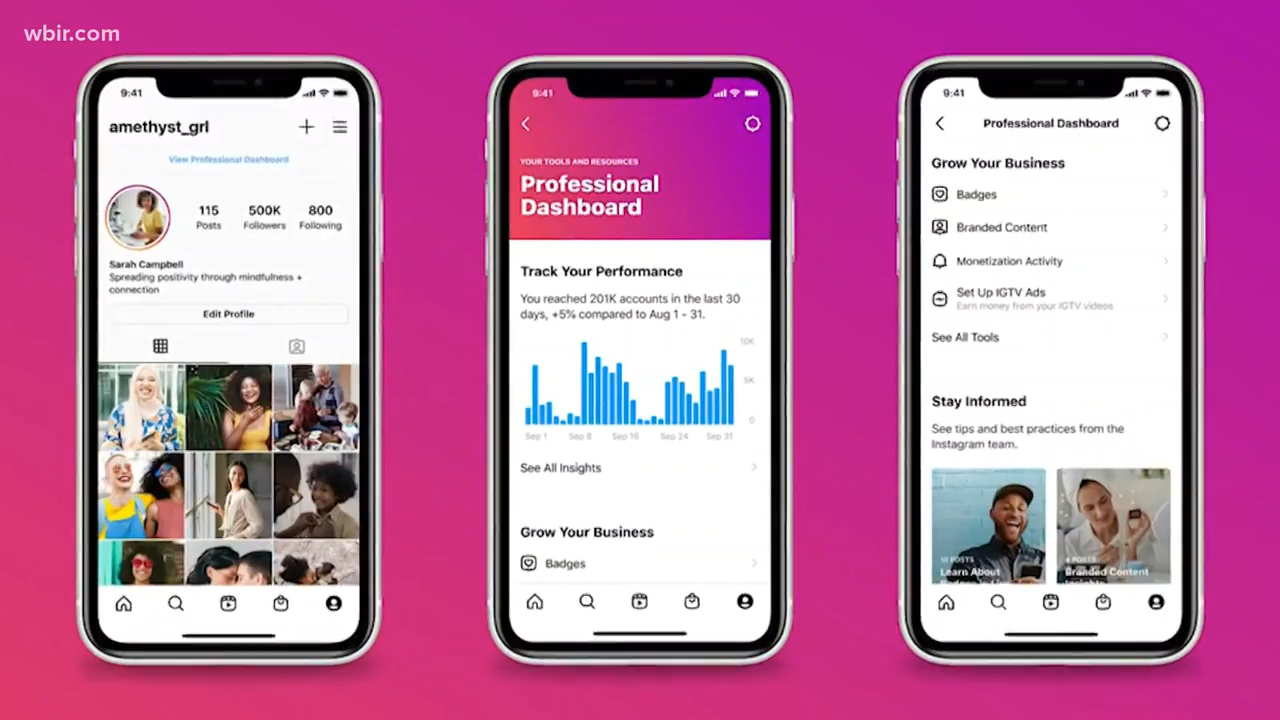 wbir.com
9:41
amethyst_grl
View Professional Dashboard
115 500K 800
Posts Followers Following
Sarah Campbell
Spreading positivity through mindfulness +
connection
Edit Profile
9:41
YOUR TOOLS AND RESOURCES
Professional
Dashboard
Track Your Performance
You reached 201K accounts in the last 30
days, +5% compared to Aug 1 - 31.
10K
5K
0
Sep 1 Sep 8 Sep 16 Sep 24 Sep 31
See All Insights
Grow Your Business
Badges
9:41
Professional Dashboard
Grow Your Business
Badges
Branded Content
Monetization Activity
Set Up IGTV Ads
Earn money from your IGTV videos
See All Tools
Stay Informed
See tips and best practices from the
Instagram team.
10 POSTS
Learn About
4 POSTS
Branded Content
Insights